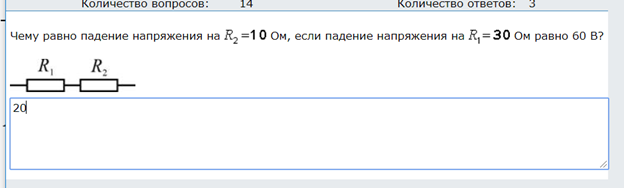 Количество вопросов: 14 Количество ответов: 3
Чему равно падение напряжения на R₂=10 Ом, если падение напряжения на R₁=30 Ом равно 60 В?
R₁ R₂
20